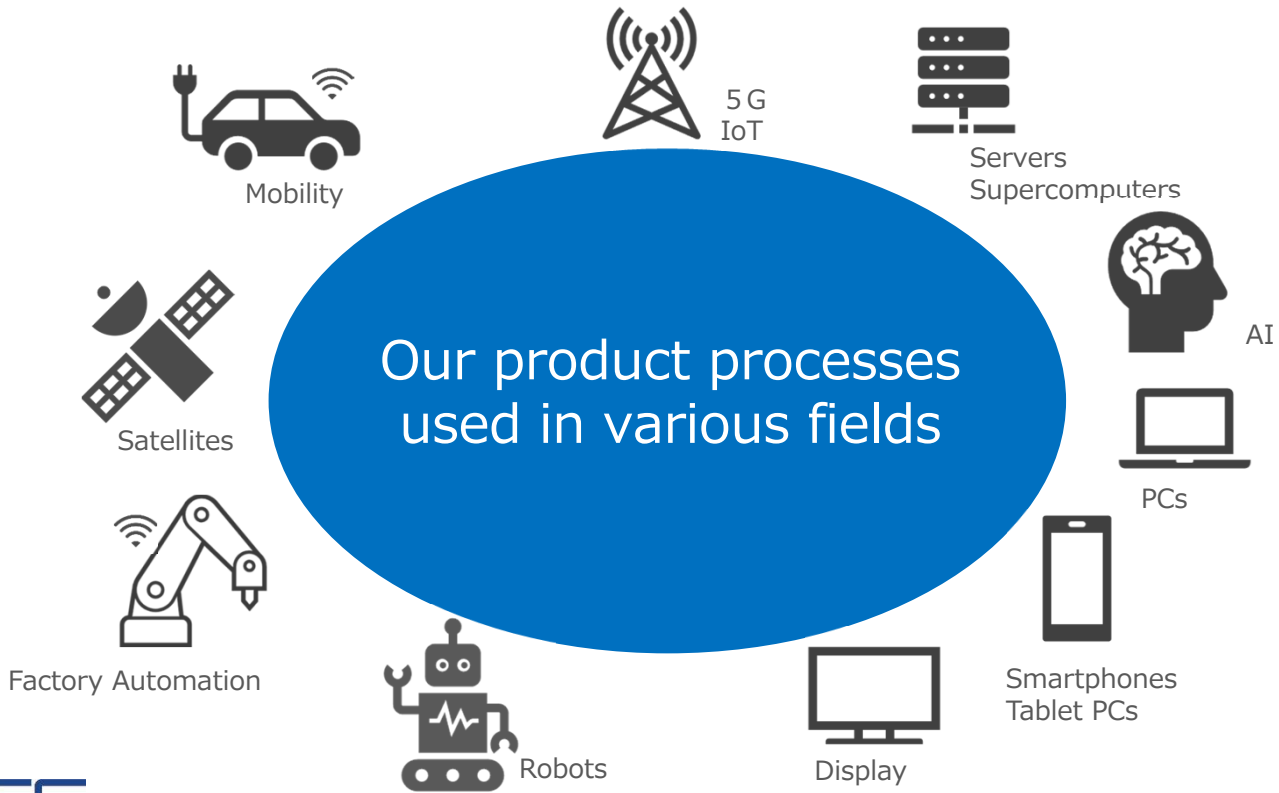 5G
IoT
Servers
Supercomputers
Mobility
AI
Our product processes
used in various fields
Satellites
PCs
Factory Automation
Smartphones
Tablet PCs
Robots
Display